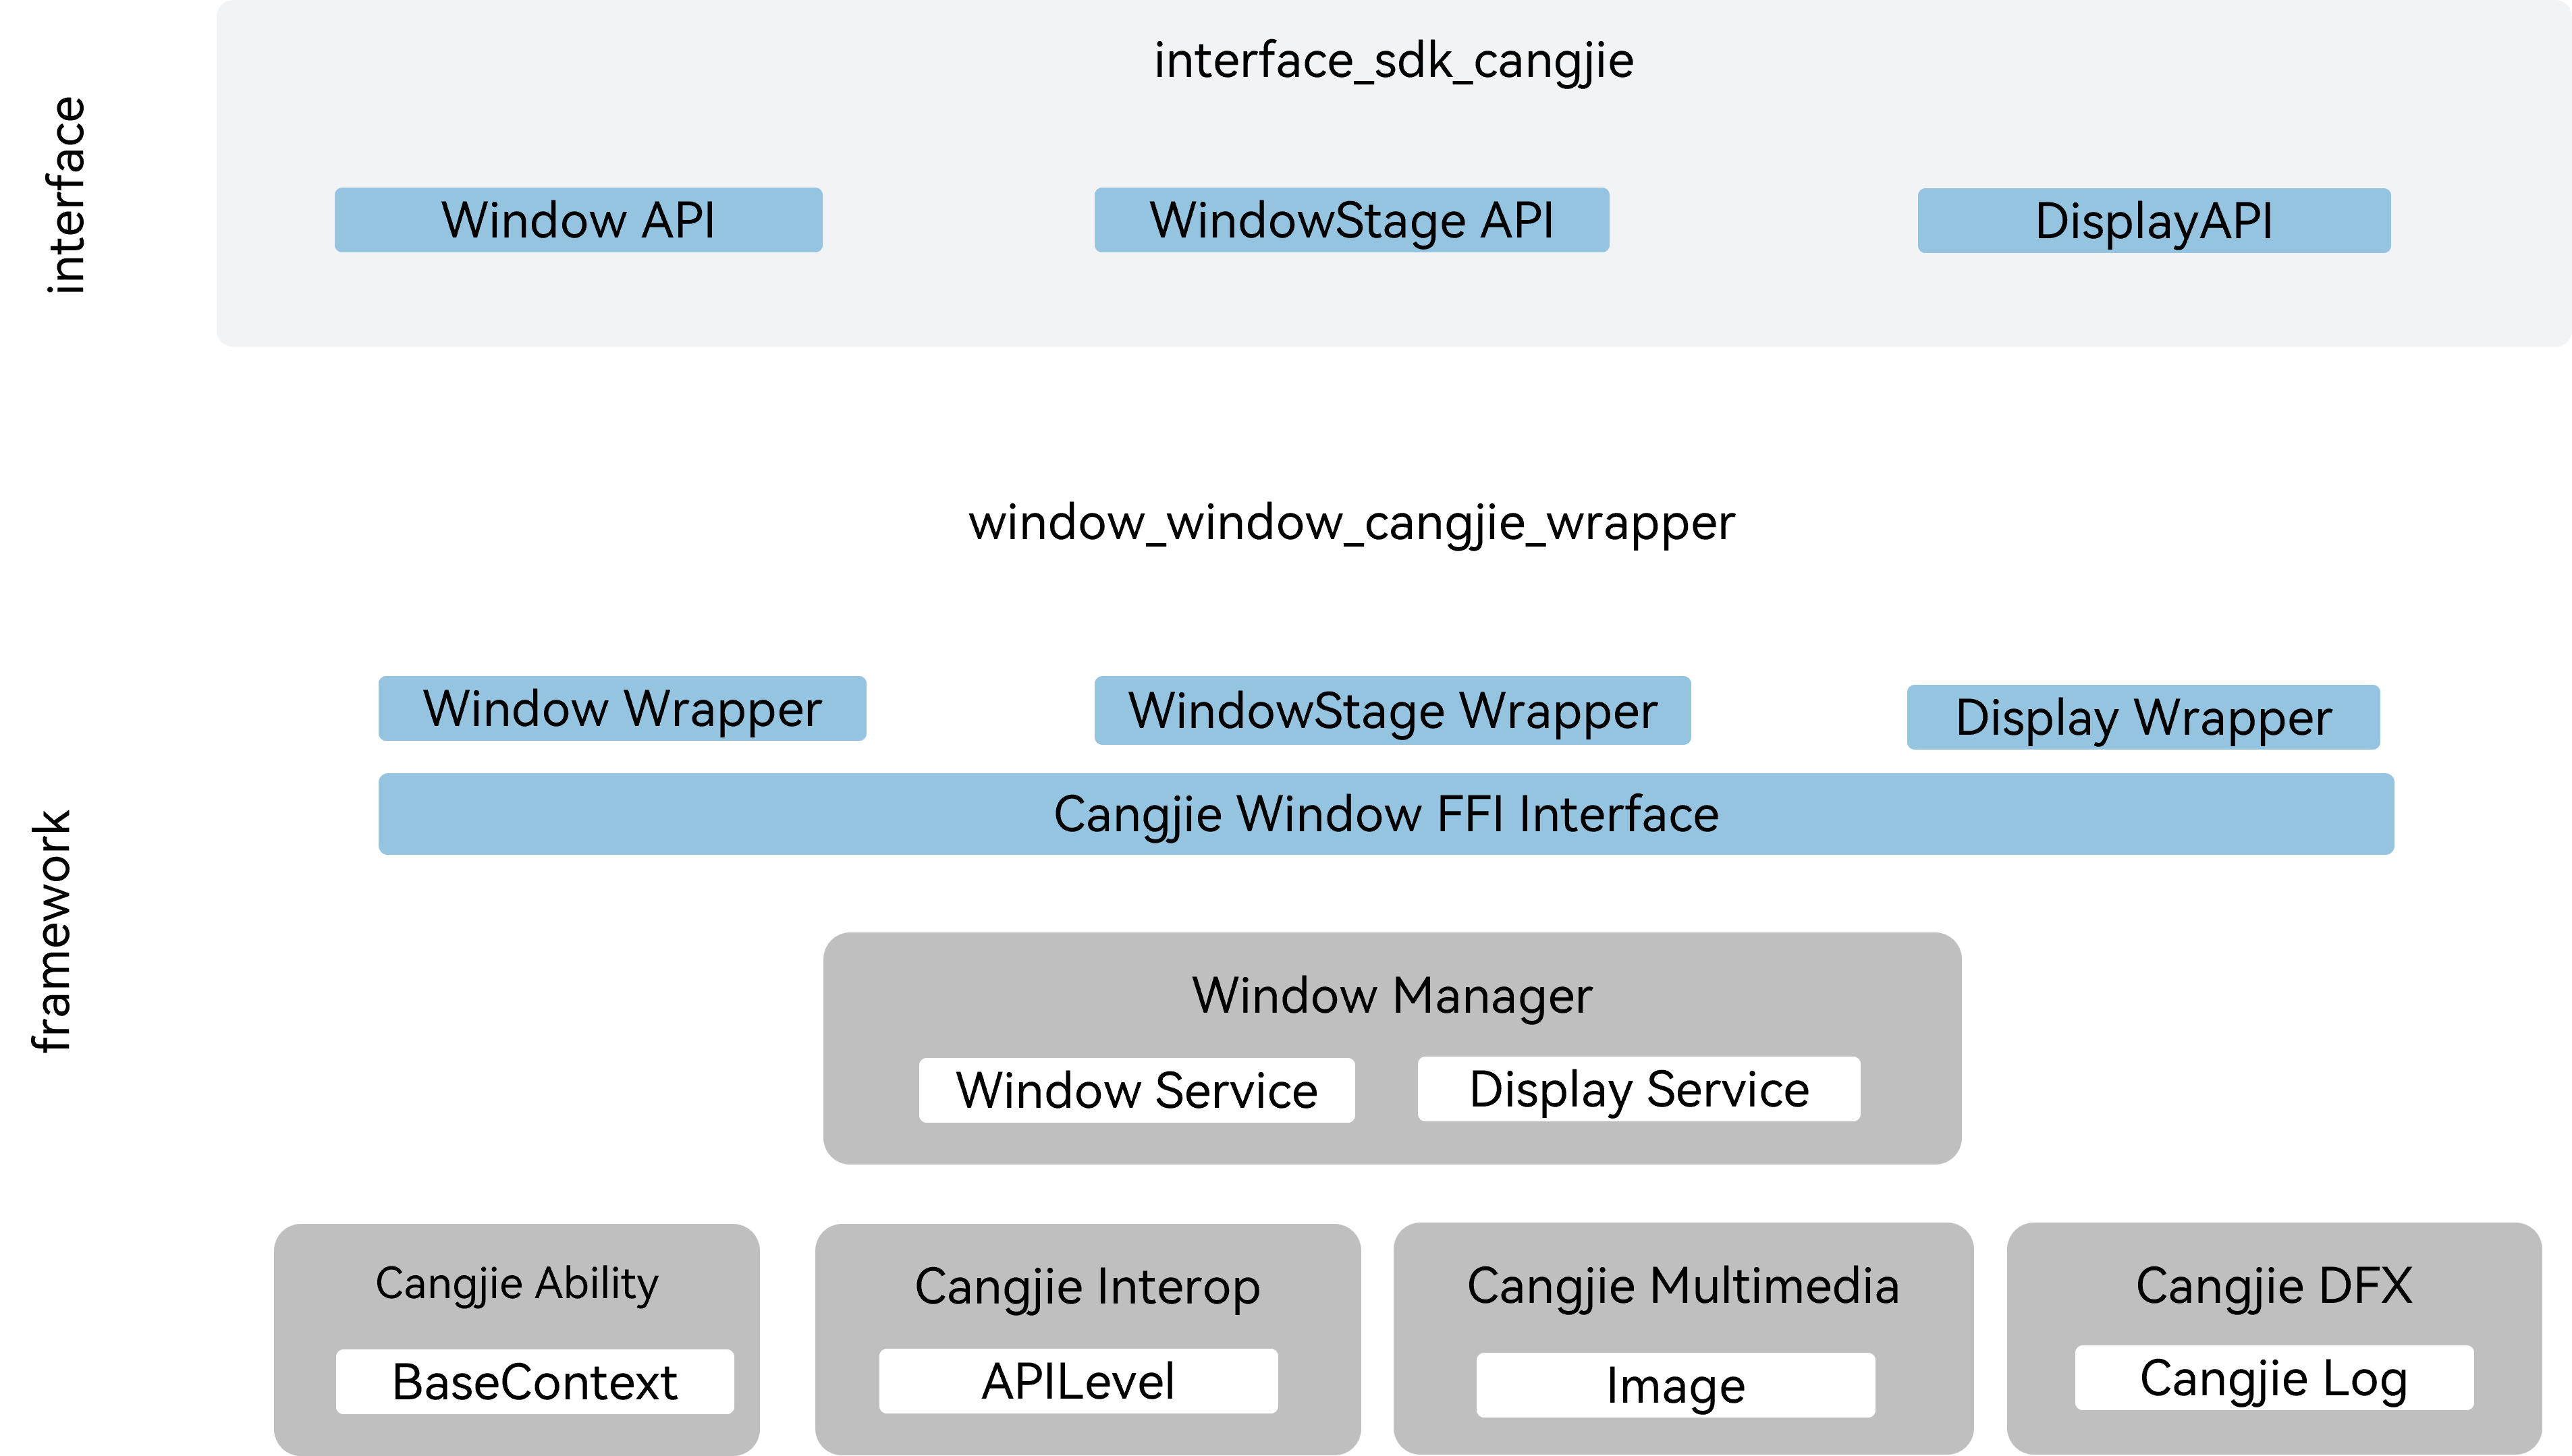 interface
interface_sdk_cangjie
Window API
WindowStage API
DisplayAPI
framework
window_window_cangjie_wrapper
Window Wrapper
WindowStage Wrapper
Display Wrapper
Cangjie Window FFI Interface
Window Manager
Window Service
Display Service
Cangjie Ability
BaseContext
Cangjie Interop
APILevel
Cangjie Multimedia
Image
Cangjie DFX
Cangjie Log